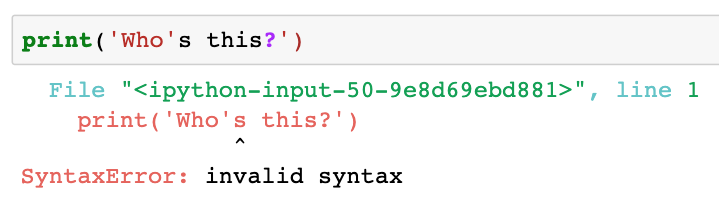 print('Who's this?')
File "<ipython-input-50-9e8d69ebd881>", line 1
print('Who's this?')
^
SyntaxError: invalid syntax